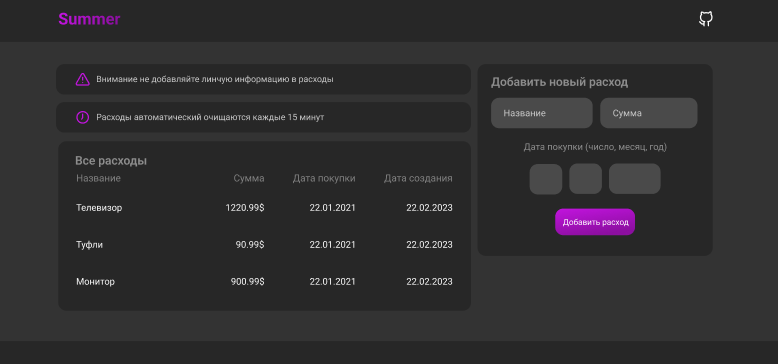 Summer
Внимание не добавляйте линчую информацию в расходы
Расходы автоматический очищаются каждые 15 минут
Все расходы
Название Сумма Дата покупки Дата создания
Телевизор 1220.99$ 22.01.2021 22.02.2023
Туфли 90.99$ 22.01.2021 22.02.2023
Монитор 900.99$ 22.01.2021 22.02.2023
Добавить новый расход
Название Сумма
Дата покупки (число, месяц, год)
Добавить расход